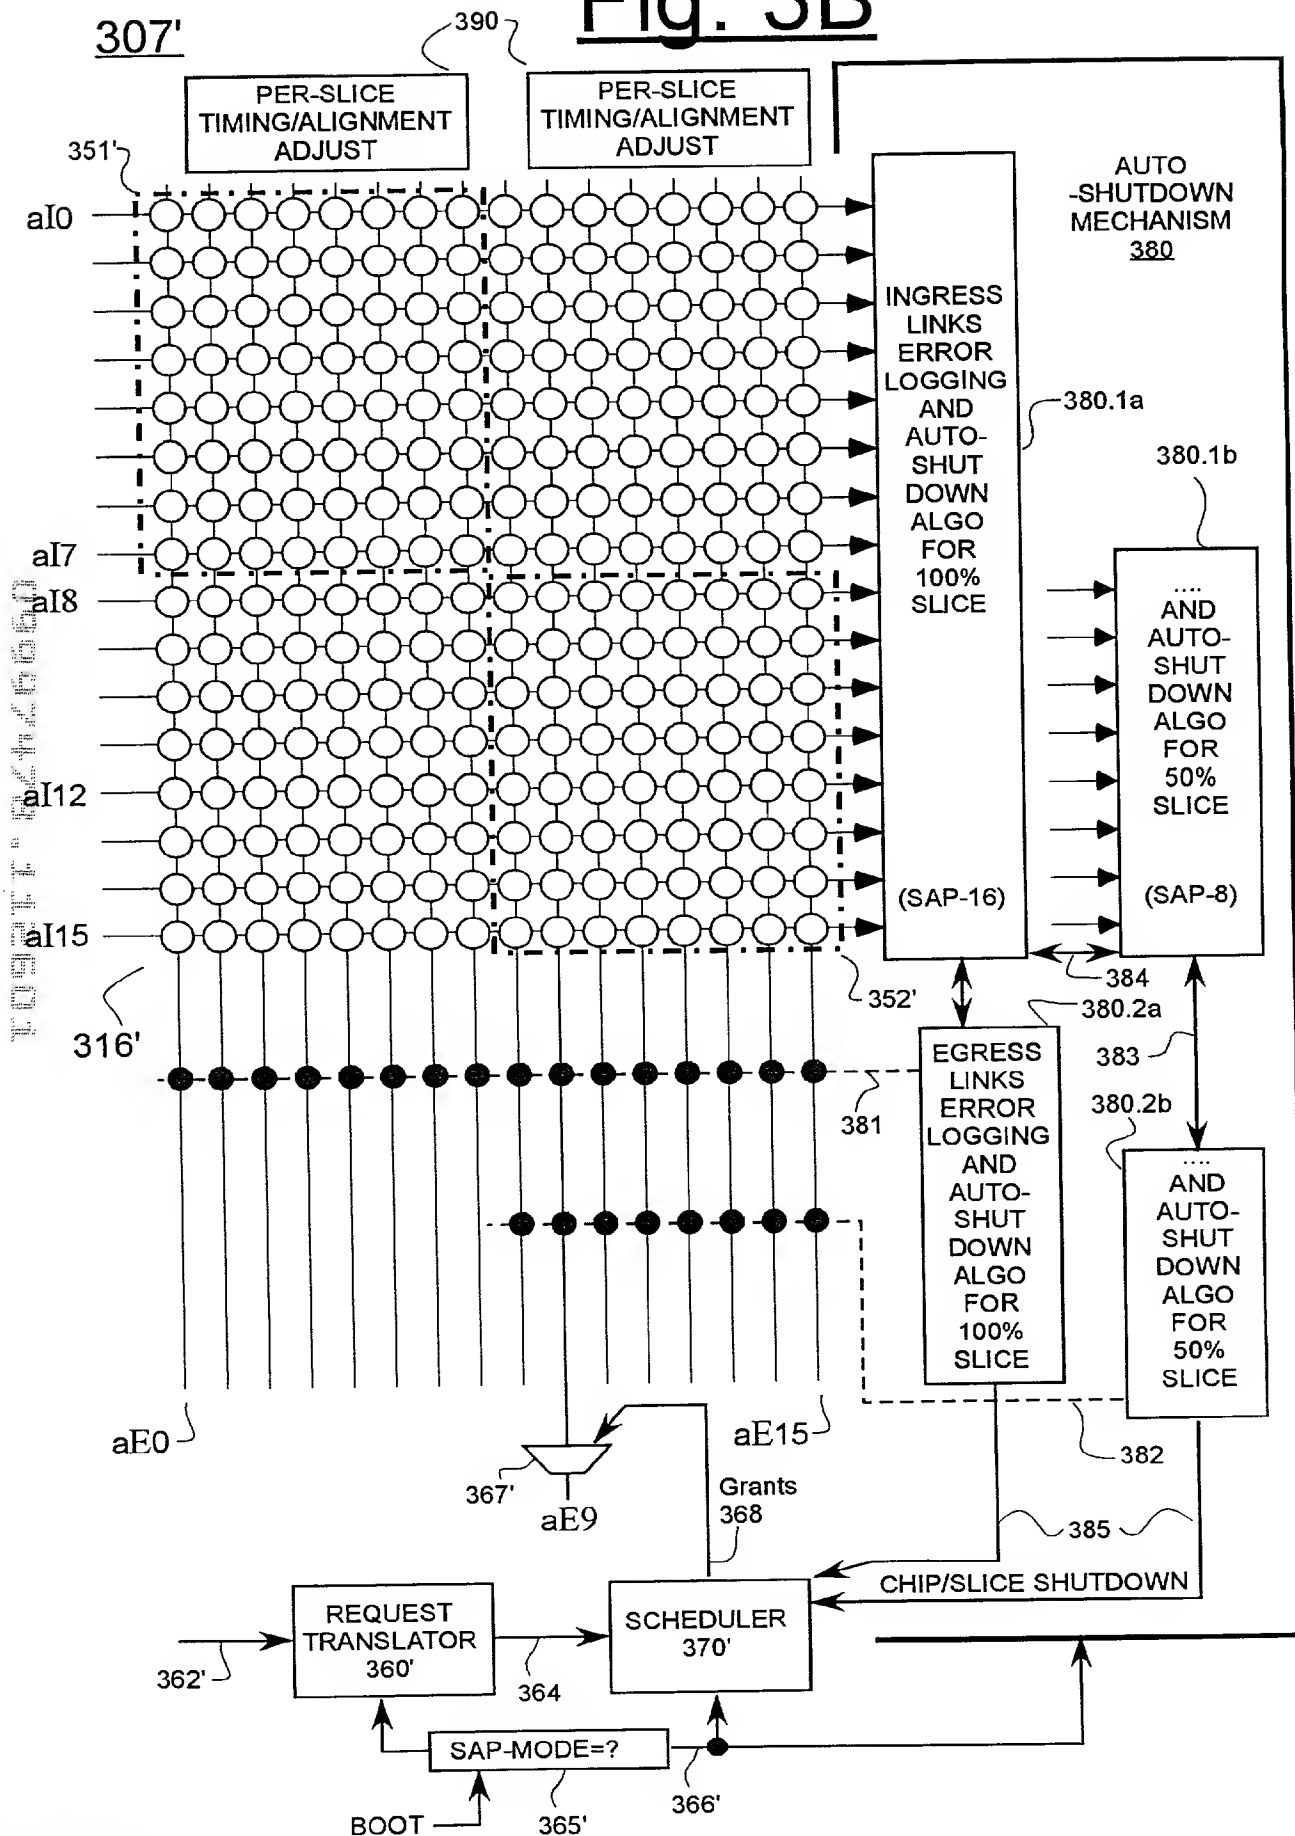 Fig. 3B
307'
390
PER-SLICE
TIMING/ALIGNMENT
ADJUST
PER-SLICE
TIMING/ALIGNMENT
ADJUST
351'
aI0
aI7
aI8
aI12
aI15
316'
352'
AUTO
-SHUTDOWN
MECHANISM
380
INGRESS
LINKS
ERROR
LOGGING
AND
AUTO-
SHUT
DOWN
ALGO
FOR
100%
SLICE
(SAP-16)
380.1a
380.1b
....
AND
AUTO-
SHUT
DOWN
ALGO
FOR
50%
SLICE
(SAP-8)
384
380.2a
383
EGRESS
LINKS
ERROR
LOGGING
AND
AUTO-
SHUT
DOWN
ALGO
FOR
100%
SLICE
381
380.2b
....
AND
AUTO-
SHUT
DOWN
ALGO
FOR
50%
SLICE
382
aE0
aE15
367'
aE9
Grants
368
385
CHIP/SLICE SHUTDOWN
REQUEST
TRANSLATOR
360'
SCHEDULER
370'
362'
364
SAP-MODE=?
366'
365'
BOOT